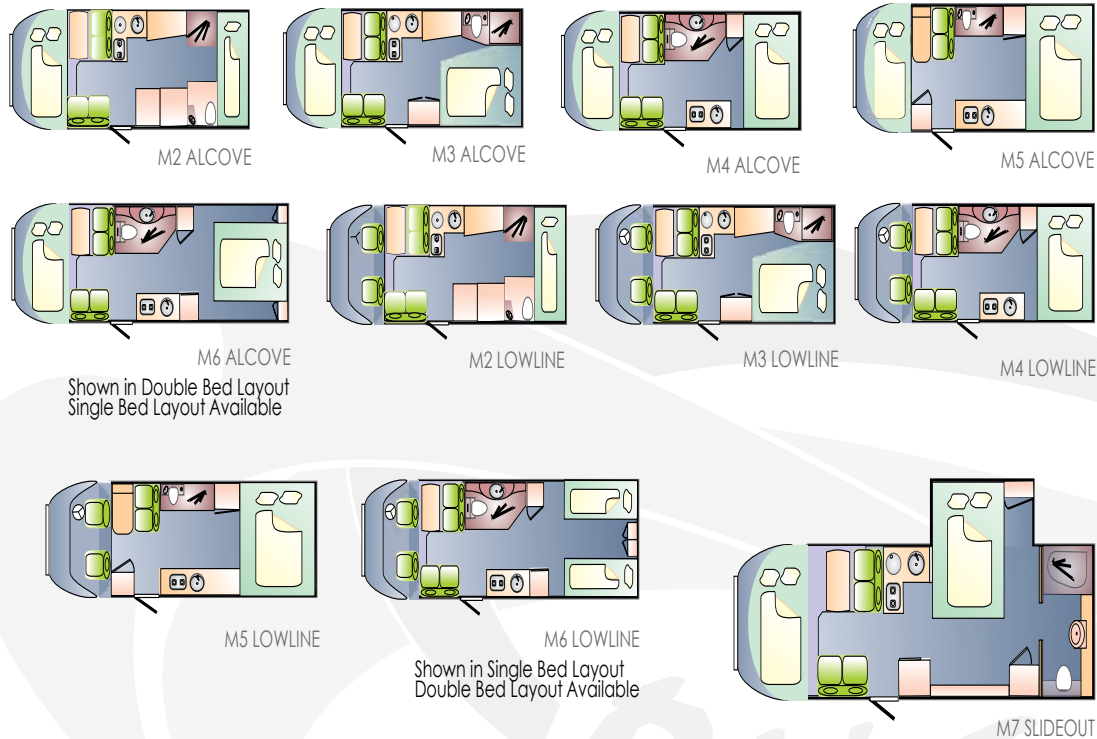 M2 ALCOVE
M3 ALCOVE
M4 ALCOVE
M5 ALCOVE
M6 ALCOVE
Shown in Double Bed Layout
Single Bed Layout Available
M2 LOWLINE
M3 LOWLINE
M4 LOWLINE
M5 LOWLINE
M6 LOWLINE
Shown in Single Bed Layout
Double Bed Layout Available
M7 SLIDEOUT